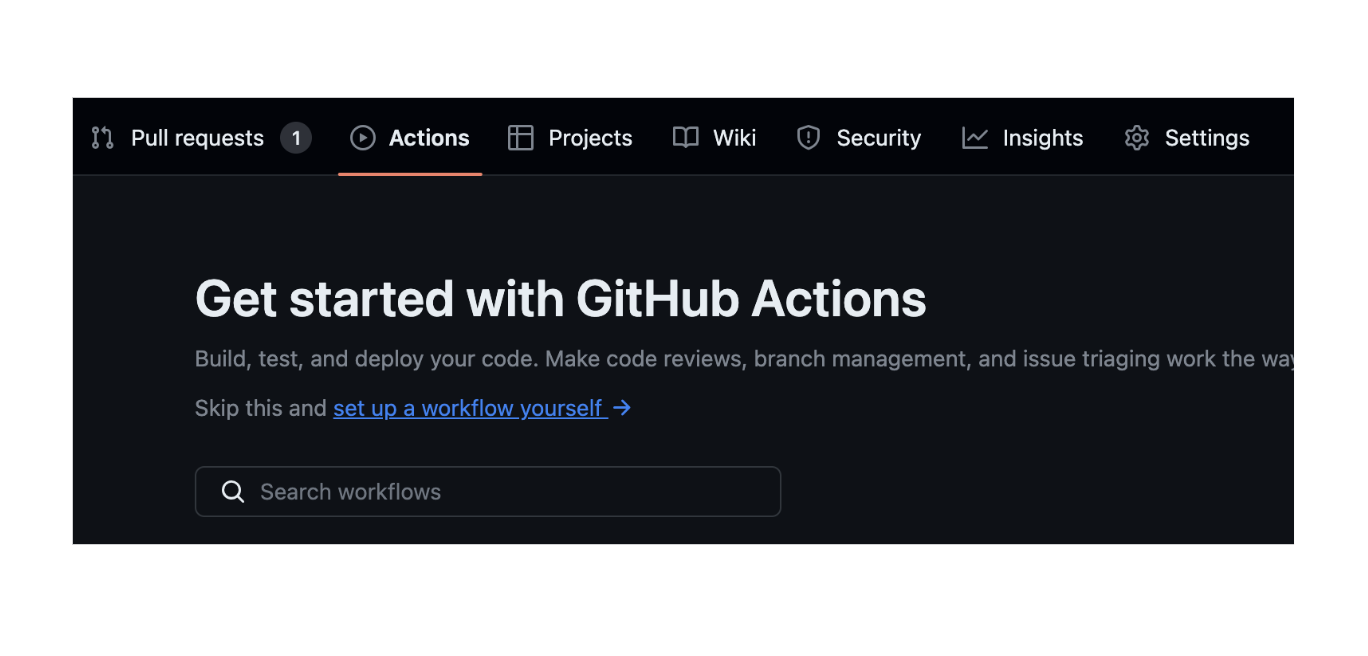 Pull requests 1 Actions Projects Wiki Security Insights Settings
Get started with GitHub Actions
Build, test, and deploy your code. Make code reviews, branch management, and issue triaging work the way
Skip this and set up a workflow yourself →
Search workflows